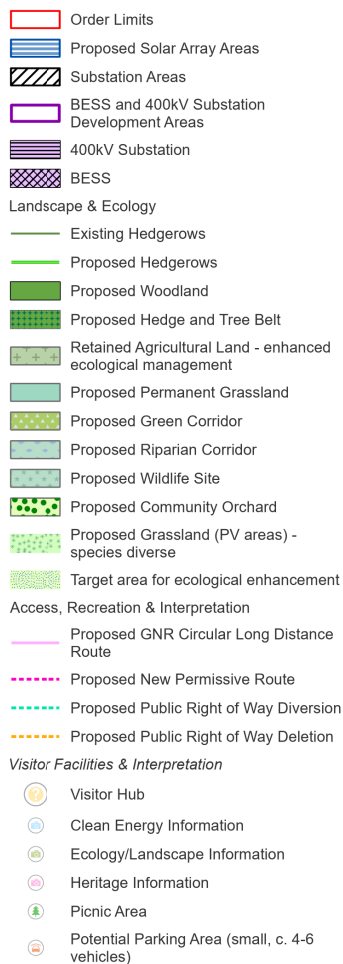 Order Limits
Proposed Solar Array Areas
Substation Areas
BESS and 400kV Substation
Development Areas
400kV Substation
BESS
Landscape & Ecology
Existing Hedgerows
Proposed Hedgerows
Proposed Woodland
Proposed Hedge and Tree Belt
Retained Agricultural Land - enhanced
ecological management
Proposed Permanent Grassland
Proposed Green Corridor
Proposed Riparian Corridor
Proposed Wildlife Site
Proposed Community Orchard
Proposed Grassland (PV areas) -
species diverse
Target area for ecological enhancement
Access, Recreation & Interpretation
Proposed GNR Circular Long Distance
Route
Proposed New Permissive Route
Proposed Public Right of Way Diversion
Proposed Public Right of Way Deletion
Visitor Facilities & Interpretation
Visitor Hub
Clean Energy Information
Ecology/Landscape Information
Heritage Information
Picnic Area
Potential Parking Area (small, c. 4-6
vehicles)